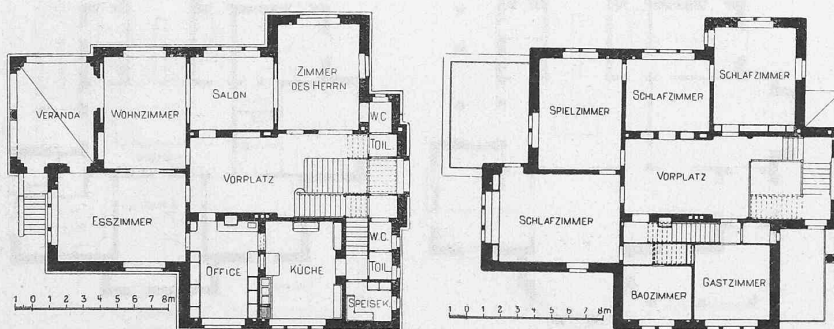 ZIMMER
DES HERRN
VERANDA
WOHNZIMMER
SALON
W.C.
TOIL.
VORPLATZ
ESSZIMMER
W.C.
OFFICE
KÜCHE
TOIL.
SPEISEK.
1 0 1 2 3 4 5 6 7 8m
SCHLAFZIMMER
SPIELZIMMER
SCHLAFZIMMER
VORPLATZ
SCHLAFZIMMER
BADZIMMER
GASTZIMMER
1 0 1 2 3 4 5 6 7 8m